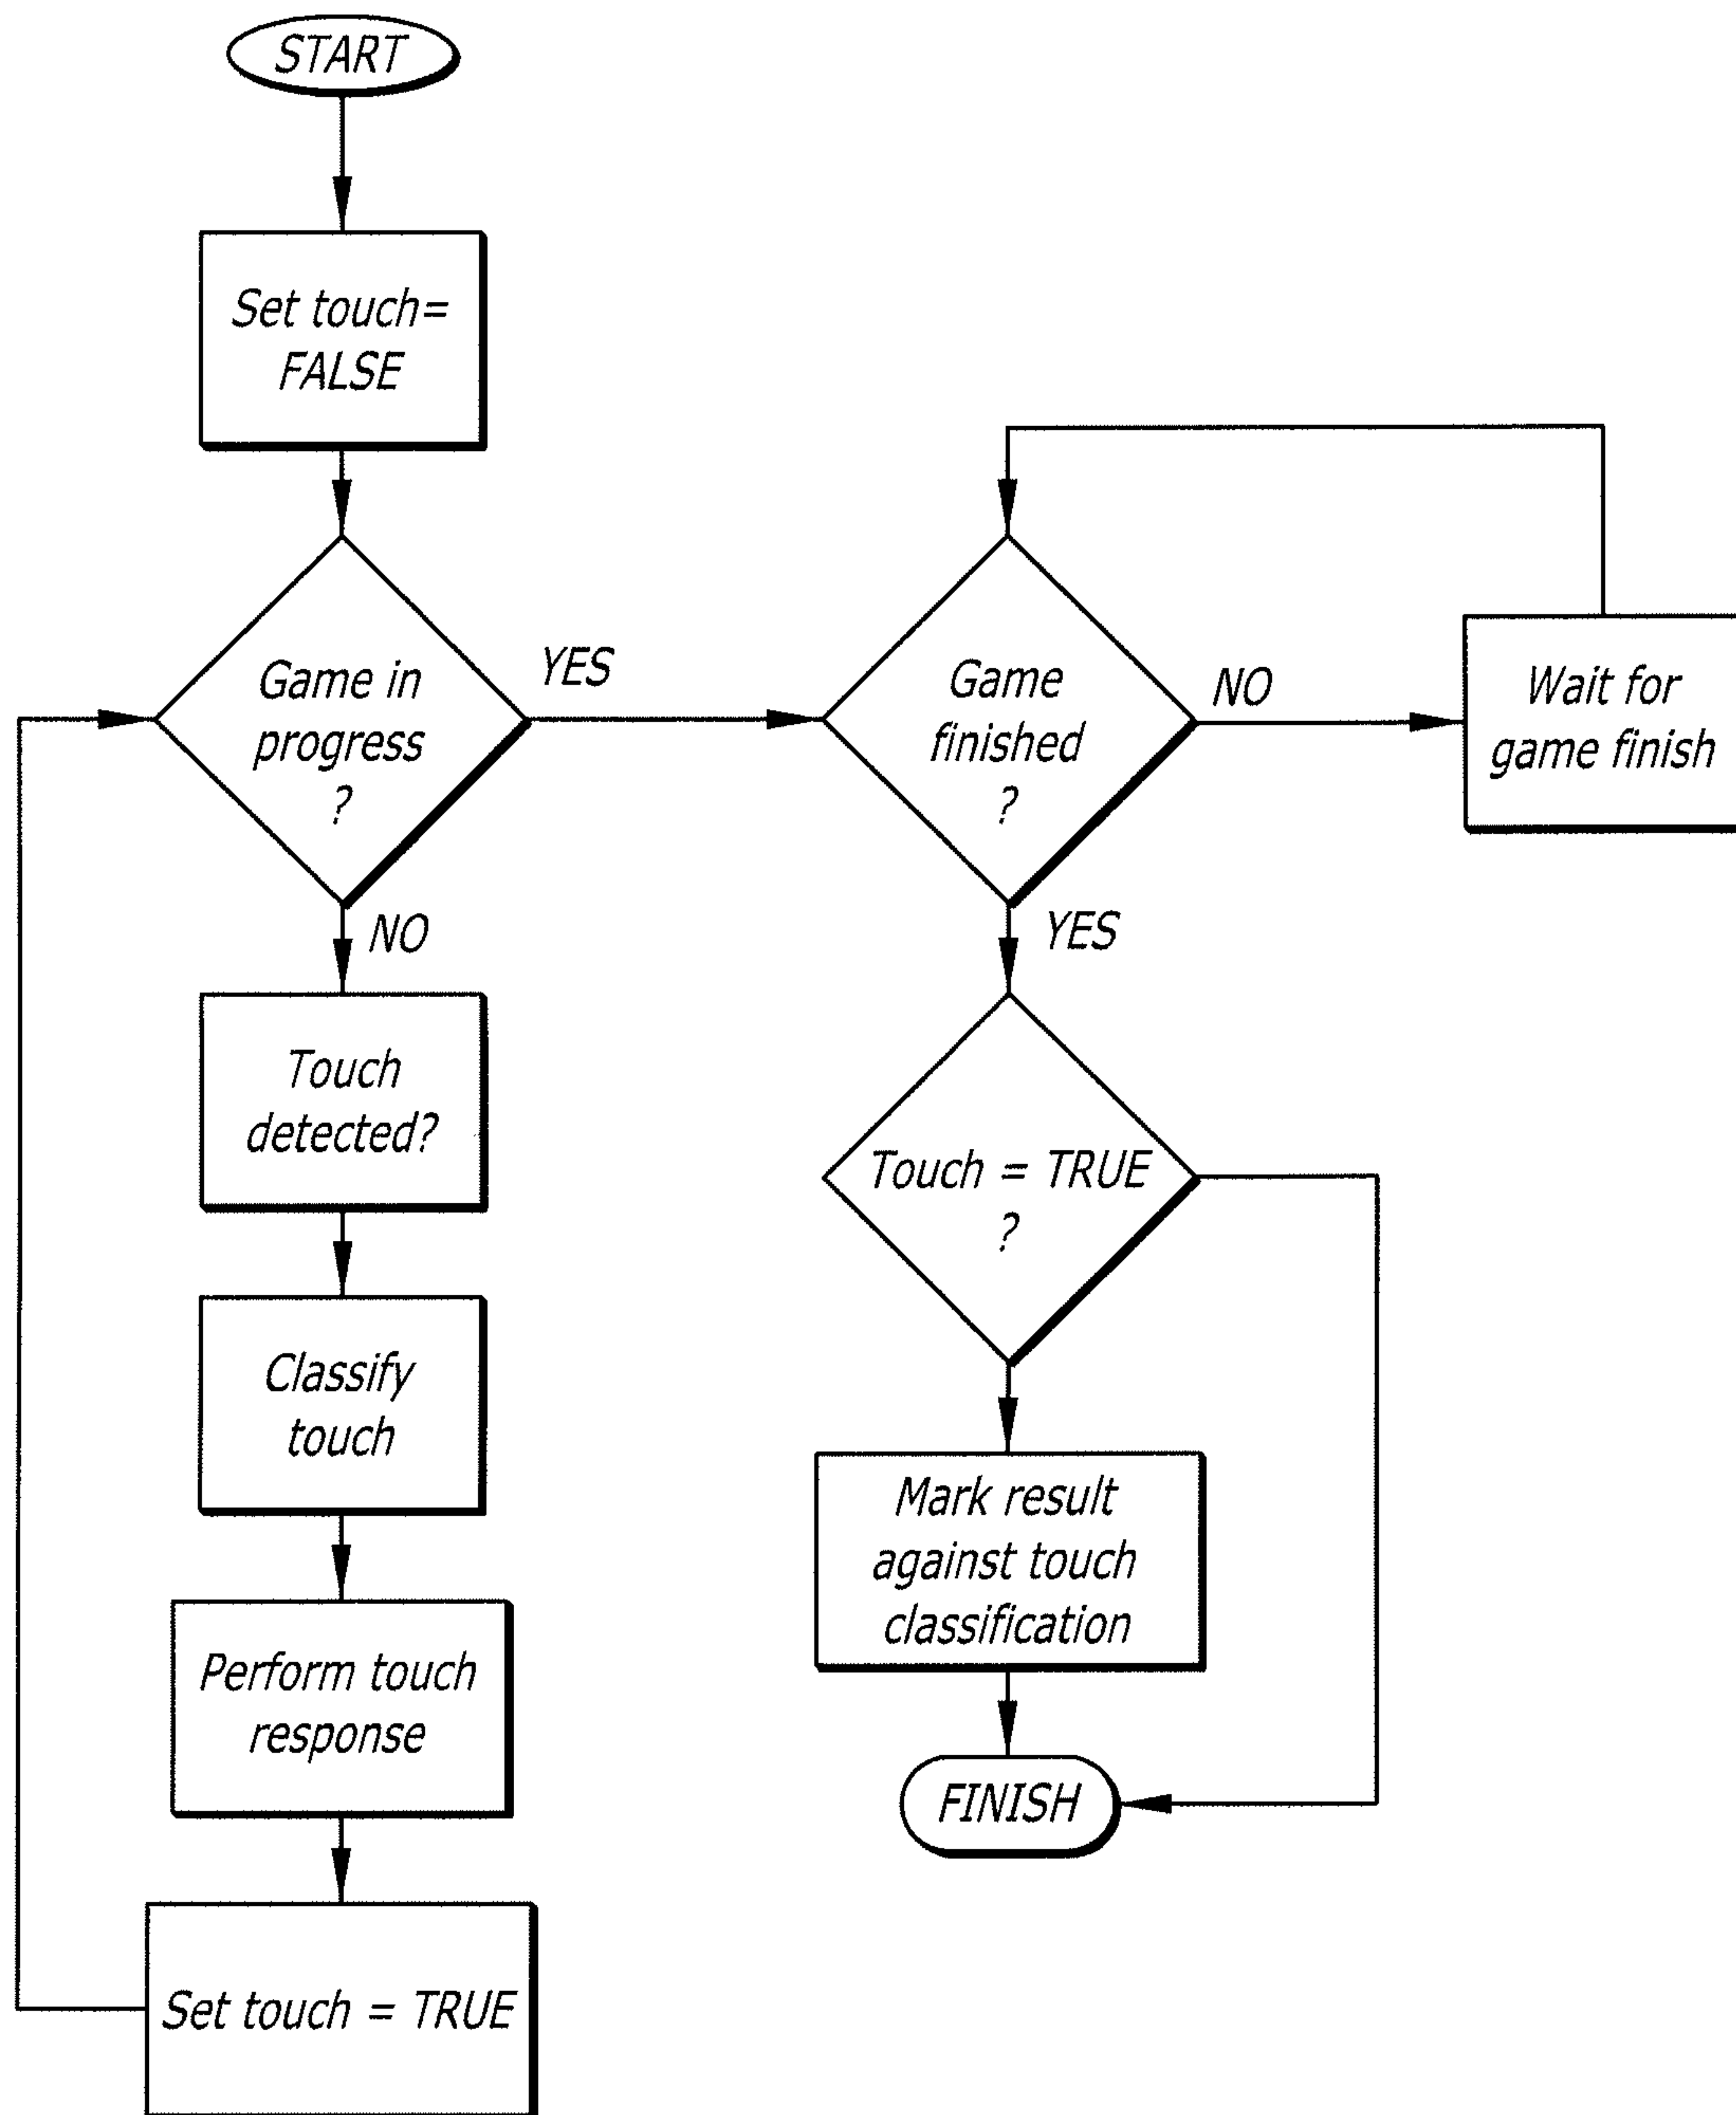 START
Set touch=
FALSE
Game in
progress
?
YES
NO
Touch
detected?
Classify
touch
Perform touch
response
Set touch = TRUE
Game
finished
?
NO
Wait for
game finish
YES
Touch = TRUE
?
Mark result
against touch
classification
FINISH